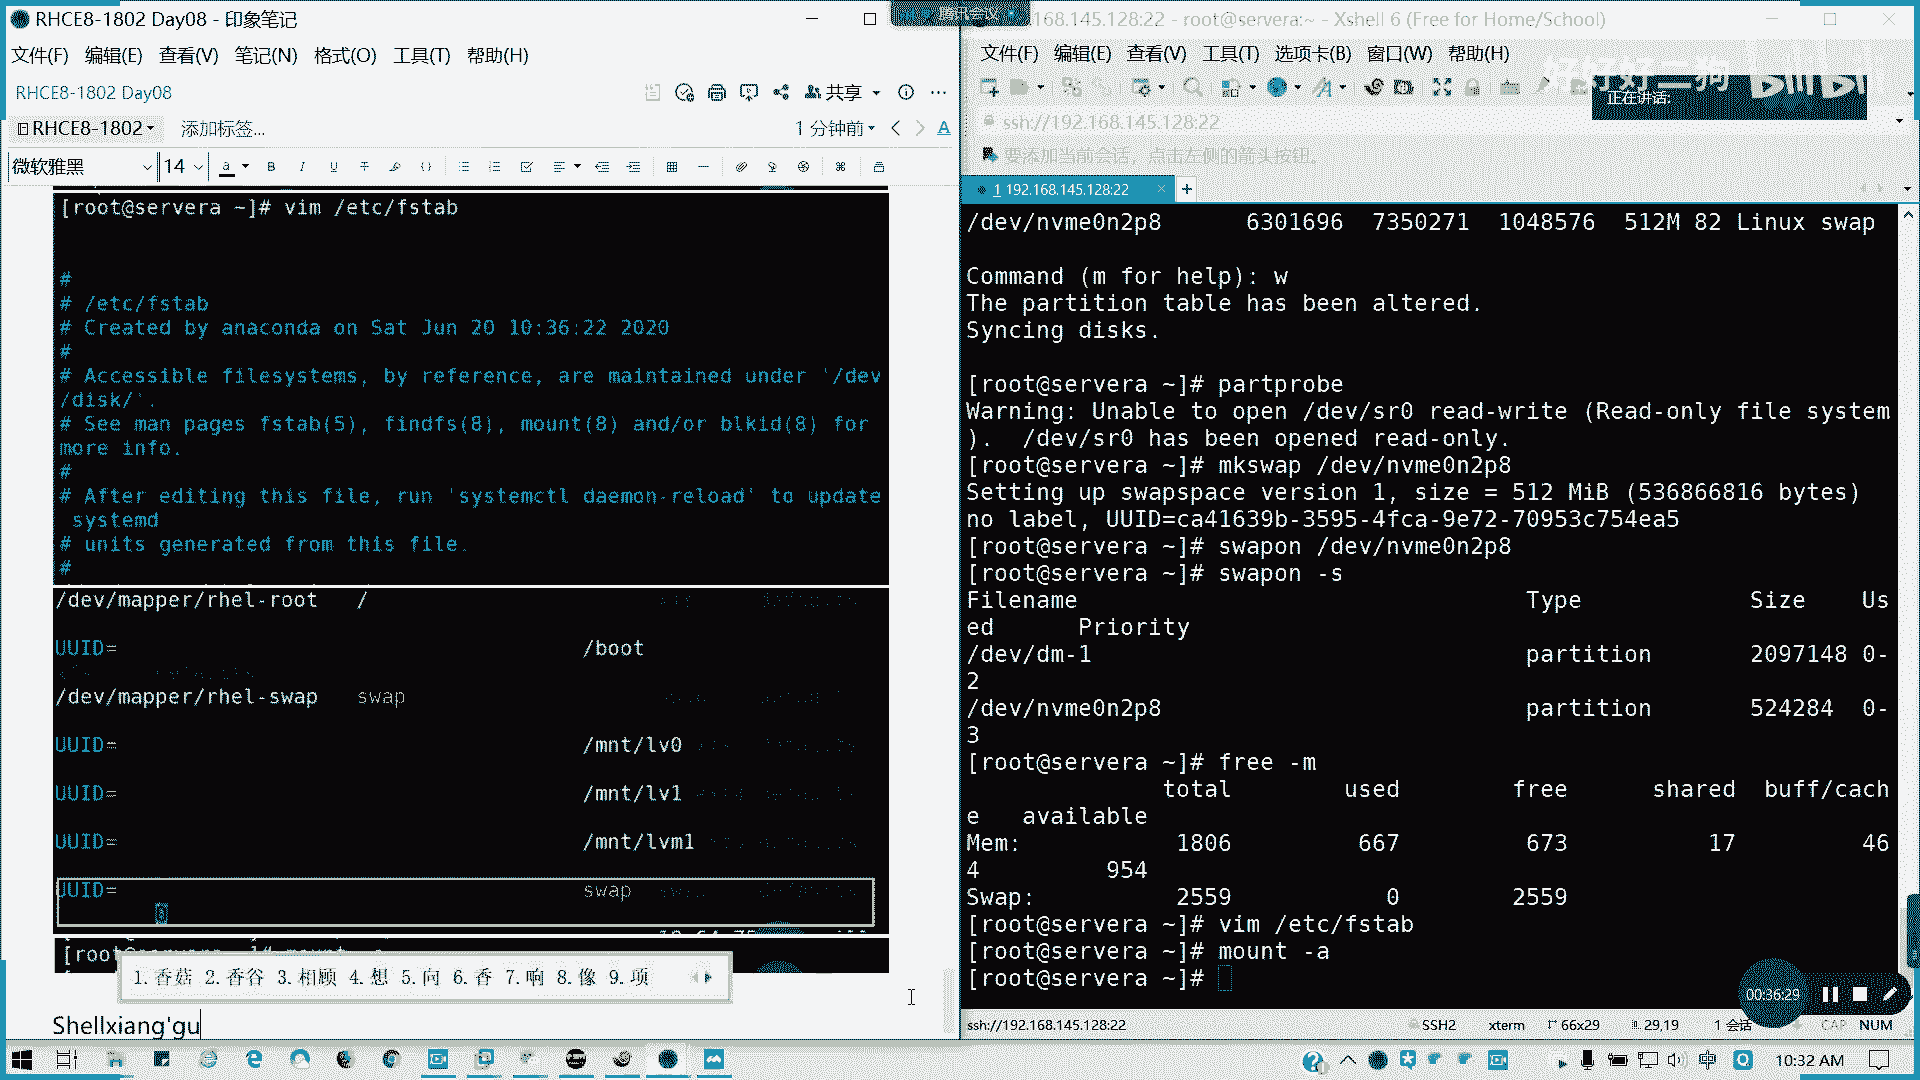 RHCE8-1802 Day08 - 印象笔记
文件(F) 编辑(E) 查看(V) 笔记(N) 格式(O) 工具(T) 帮助(H)
RHCE8-1802 Day08
共享
RHCE8-1802 添加标签...
1 分钟前
微软雅黑 14
[root@servera ~]# vim /etc/fstab
#
# /etc/fstab
# Created by anaconda on Sat Jun 20 10:36:22 2020
#
# Accessible filesystems, by reference, are maintained under '/dev
/disk/'.
# See man pages fstab(5), findfs(8), mount(8) and/or blkid(8) for
more info.
#
# After editing this file, run 'systemctl daemon-reload' to update
systemd
# units generated from this file.
#
/dev/mapper/rhel-root /
UUID= /boot
/dev/mapper/rhel-swap swap
UUID= /mnt/lv0
UUID= /mnt/lv1
UUID= /mnt/lvm1
UUID= swap
1.香菇 2.香谷 3.相顾 4.想 5.向 6.香 7.响 8.像 9.项
Shellxiang'gu
腾讯会议
168.145.128:22 - root@servera:~ - Xshell 6 (Free for Home/School)
文件(F) 编辑(E) 查看(V) 工具(T) 选项卡(B) 窗口(W) 帮助(H)
好好好二狗 bilibili
正在讲话:
ssh://192.168.145.128:22
要添加当前会话，点击左侧的箭头按钮。
1 192.168.145.128:22
/dev/nvme0n2p8 6301696 7350271 1048576 512M 82 Linux swap
Command (m for help): w
The partition table has been altered.
Syncing disks.
[root@servera ~]# partprobe
Warning: Unable to open /dev/sr0 read-write (Read-only file system
). /dev/sr0 has been opened read-only.
[root@servera ~]# mkswap /dev/nvme0n2p8
Setting up swapspace version 1, size = 512 MiB (536866816 bytes)
no label, UUID=ca41639b-3595-4fca-9e72-70953c754ea5
[root@servera ~]# swapon /dev/nvme0n2p8
[root@servera ~]# swapon -s
Filename Type Size Us
ed Priority
/dev/dm-1 partition 2097148 0-
2
/dev/nvme0n2p8 partition 524284 0-
3
[root@servera ~]# free -m
total used free shared buff/cach
e available
Mem: 1806 667 673 17 46
4 954
Swap: 2559 0 2559
[root@servera ~]# vim /etc/fstab
[root@servera ~]# mount -a
[root@servera ~]#
00:36:29
ssh://192.168.145.128:22 SSH2 xterm 66x29 29,19 1 会话 CAP NUM
中 10:32 AM